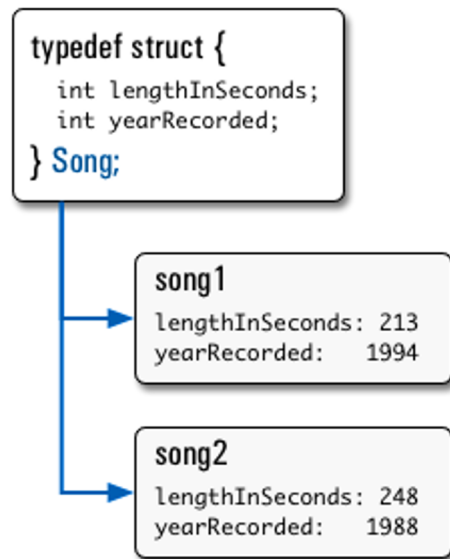 typedef struct {
int lengthInSeconds;
int yearRecorded;
} Song;
song1
lengthInSeconds: 213
yearRecorded: 1994
song2
lengthInSeconds: 248
yearRecorded: 1988